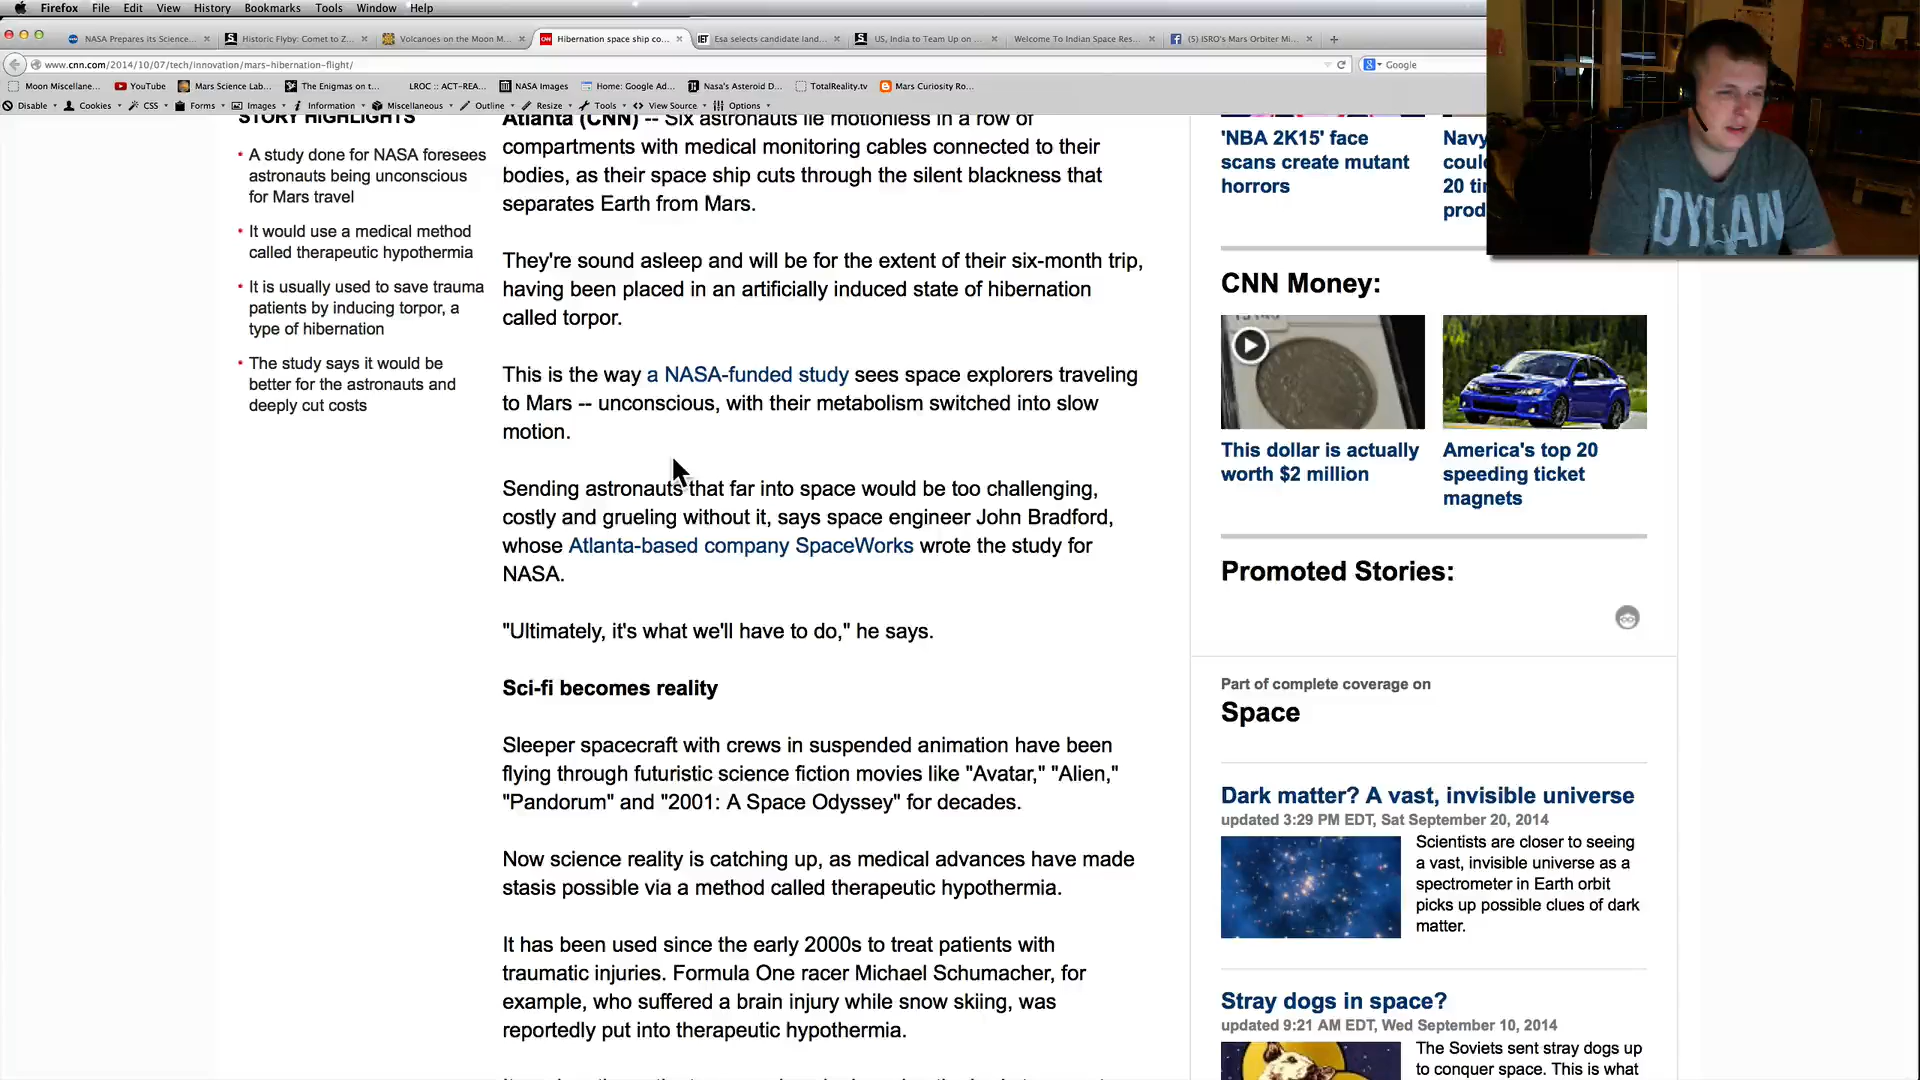 Firefox File Edit View History Bookmarks Tools Window Help
NASA Prepares its Science... Historic Flyby: Comet to Z... Volcanoes on the Moon M... Hibernation space ship co... Esa selects candidate land... US, India to Team Up on ... Welcome To Indian Space Res... (5) ISRO's Mars Orbiter Mi...
www.cnn.com/2014/10/07/tech/innovation/mars-hibernation-flight/ Google
Moon Miscellane... YouTube Mars Science Lab... The Enigmas on t... LROC :: ACT-REA... NASA Images Home: Google Ad... Nasa's Asteroid D... TotalReality.tv Mars Curiosity Ro...
Disable Cookies CSS Forms Images Information Miscellaneous Outline Resize Tools View Source Options
STORY HIGHLIGHTS
A study done for NASA foresees
astronauts being unconscious
for Mars travel
It would use a medical method
called therapeutic hypothermia
It is usually used to save trauma
patients by inducing torpor, a
type of hibernation
The study says it would be
better for the astronauts and
deeply cut costs
Atlanta (CNN) -- Six astronauts lie motionless in a row of
compartments with medical monitoring cables connected to their
bodies, as their space ship cuts through the silent blackness that
separates Earth from Mars.
They're sound asleep and will be for the extent of their six-month trip,
having been placed in an artificially induced state of hibernation
called torpor.
This is the way a NASA-funded study sees space explorers traveling
to Mars -- unconscious, with their metabolism switched into slow
motion.
Sending astronauts that far into space would be too challenging,
costly and grueling without it, says space engineer John Bradford,
whose Atlanta-based company SpaceWorks wrote the study for
NASA.
"Ultimately, it's what we'll have to do," he says.
Sci-fi becomes reality
Sleeper spacecraft with crews in suspended animation have been
flying through futuristic science fiction movies like "Avatar," "Alien,"
"Pandorum" and "2001: A Space Odyssey" for decades.
Now science reality is catching up, as medical advances have made
stasis possible via a method called therapeutic hypothermia.
It has been used since the early 2000s to treat patients with
traumatic injuries. Formula One racer Michael Schumacher, for
example, who suffered a brain injury while snow skiing, was
reportedly put into therapeutic hypothermia.
'NBA 2K15' face
scans create mutant
horrors
Navy
coul
20 ti
prod
DYLAN
CNN Money:
This dollar is actually
worth $2 million
America's top 20
speeding ticket
magnets
Promoted Stories:
Part of complete coverage on
Space
Dark matter? A vast, invisible universe
updated 3:29 PM EDT, Sat September 20, 2014
Scientists are closer to seeing
a vast, invisible universe as a
spectrometer in Earth orbit
picks up possible clues of dark
matter.
Stray dogs in space?
updated 9:21 AM EDT, Wed September 10, 2014
The Soviets sent stray dogs up
to conquer space. This is what